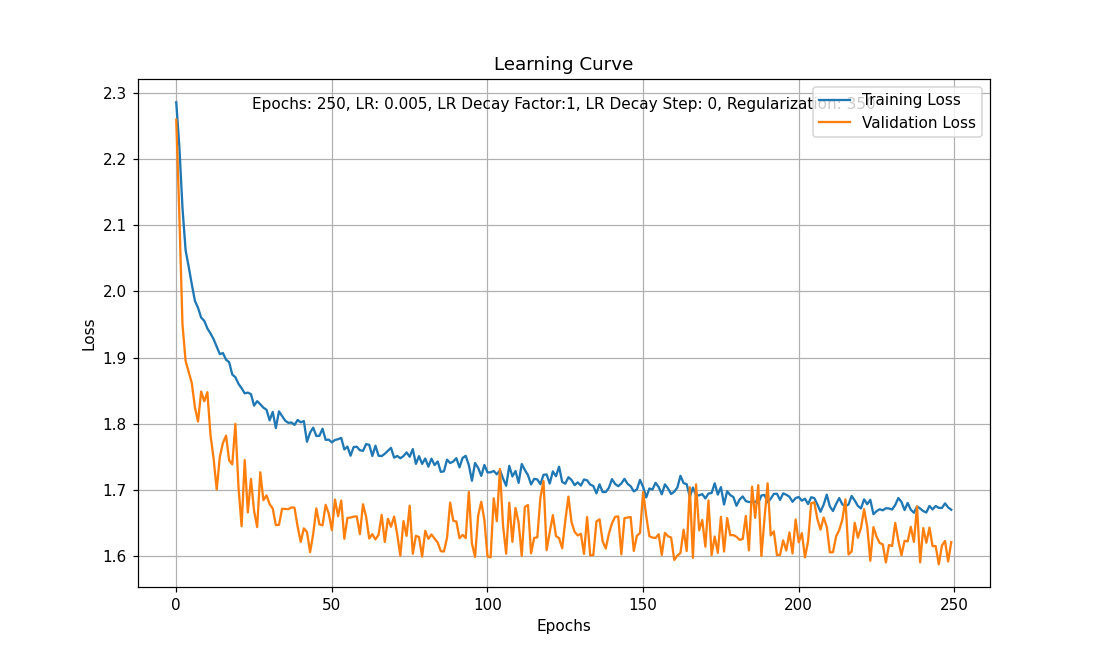 Learning Curve
Epochs: 250, LR: 0.005, LR Decay Factor:1, LR Decay Step: 0, Regularization: 350
Training Loss
Validation Loss
2.3
2.2
2.1
2.0
1.9
1.8
1.7
1.6
Loss
0 50 100 150 200 250
Epochs